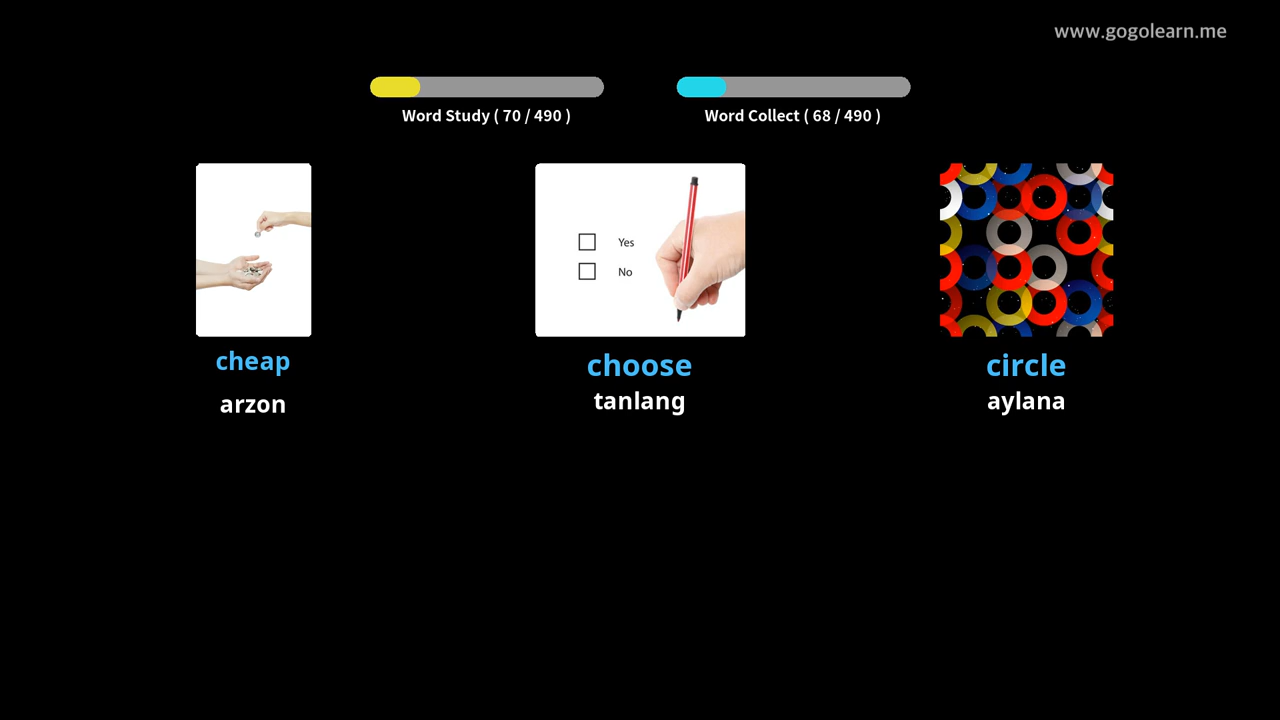 www.gogolearn.me
Word Study ( 70 / 490 )
Word Collect ( 68 / 490 )
Yes
No
cheap
arzon
choose
tanlang
circle
aylana